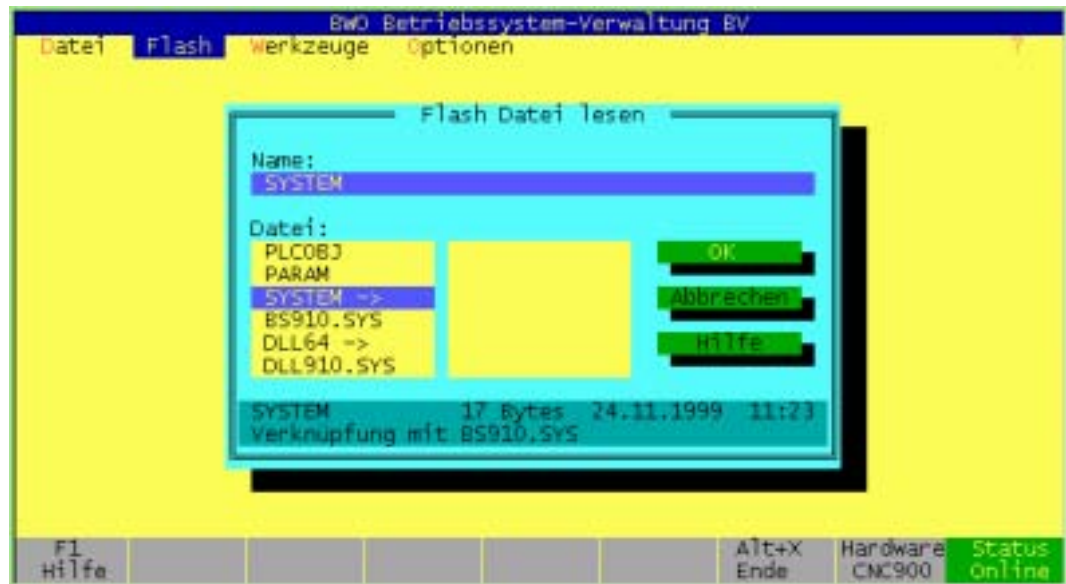 BWO Betriebssystem-Verwaltung BV
Datei Flash Werkzeuge Optionen ?
Flash Datei lesen
Name:
SYSTEM
Datei:
PLCOBJ
PARAM
SYSTEM ->
BS910.SYS
DLL64 ->
DLL910.SYS
OK
Abbrechen
Hilfe
SYSTEM 17 Bytes 24.11.1999 11:23
Verknüpfung mit BS910.SYS
F1 Alt+X Hardware Status
Hilfe Ende CNC900 Online